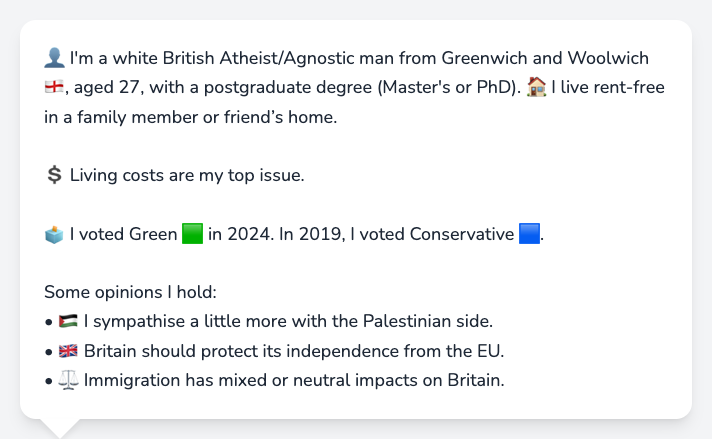 👤 I'm a white British Atheist/Agnostic man from Greenwich and Woolwich
🏴󠁧󠁢󠁥󠁮󠁧󠁿, aged 27, with a postgraduate degree (Master's or PhD). 🏠 I live rent-free
in a family member or friend’s home.
💲 Living costs are my top issue.
🗳️ I voted Green 🟩 in 2024. In 2019, I voted Conservative 🟦.
Some opinions I hold:
• 🇵🇸 I sympathise a little more with the Palestinian side.
• 🇬🇧 Britain should protect its independence from the EU.
• ⚖️ Immigration has mixed or neutral impacts on Britain.